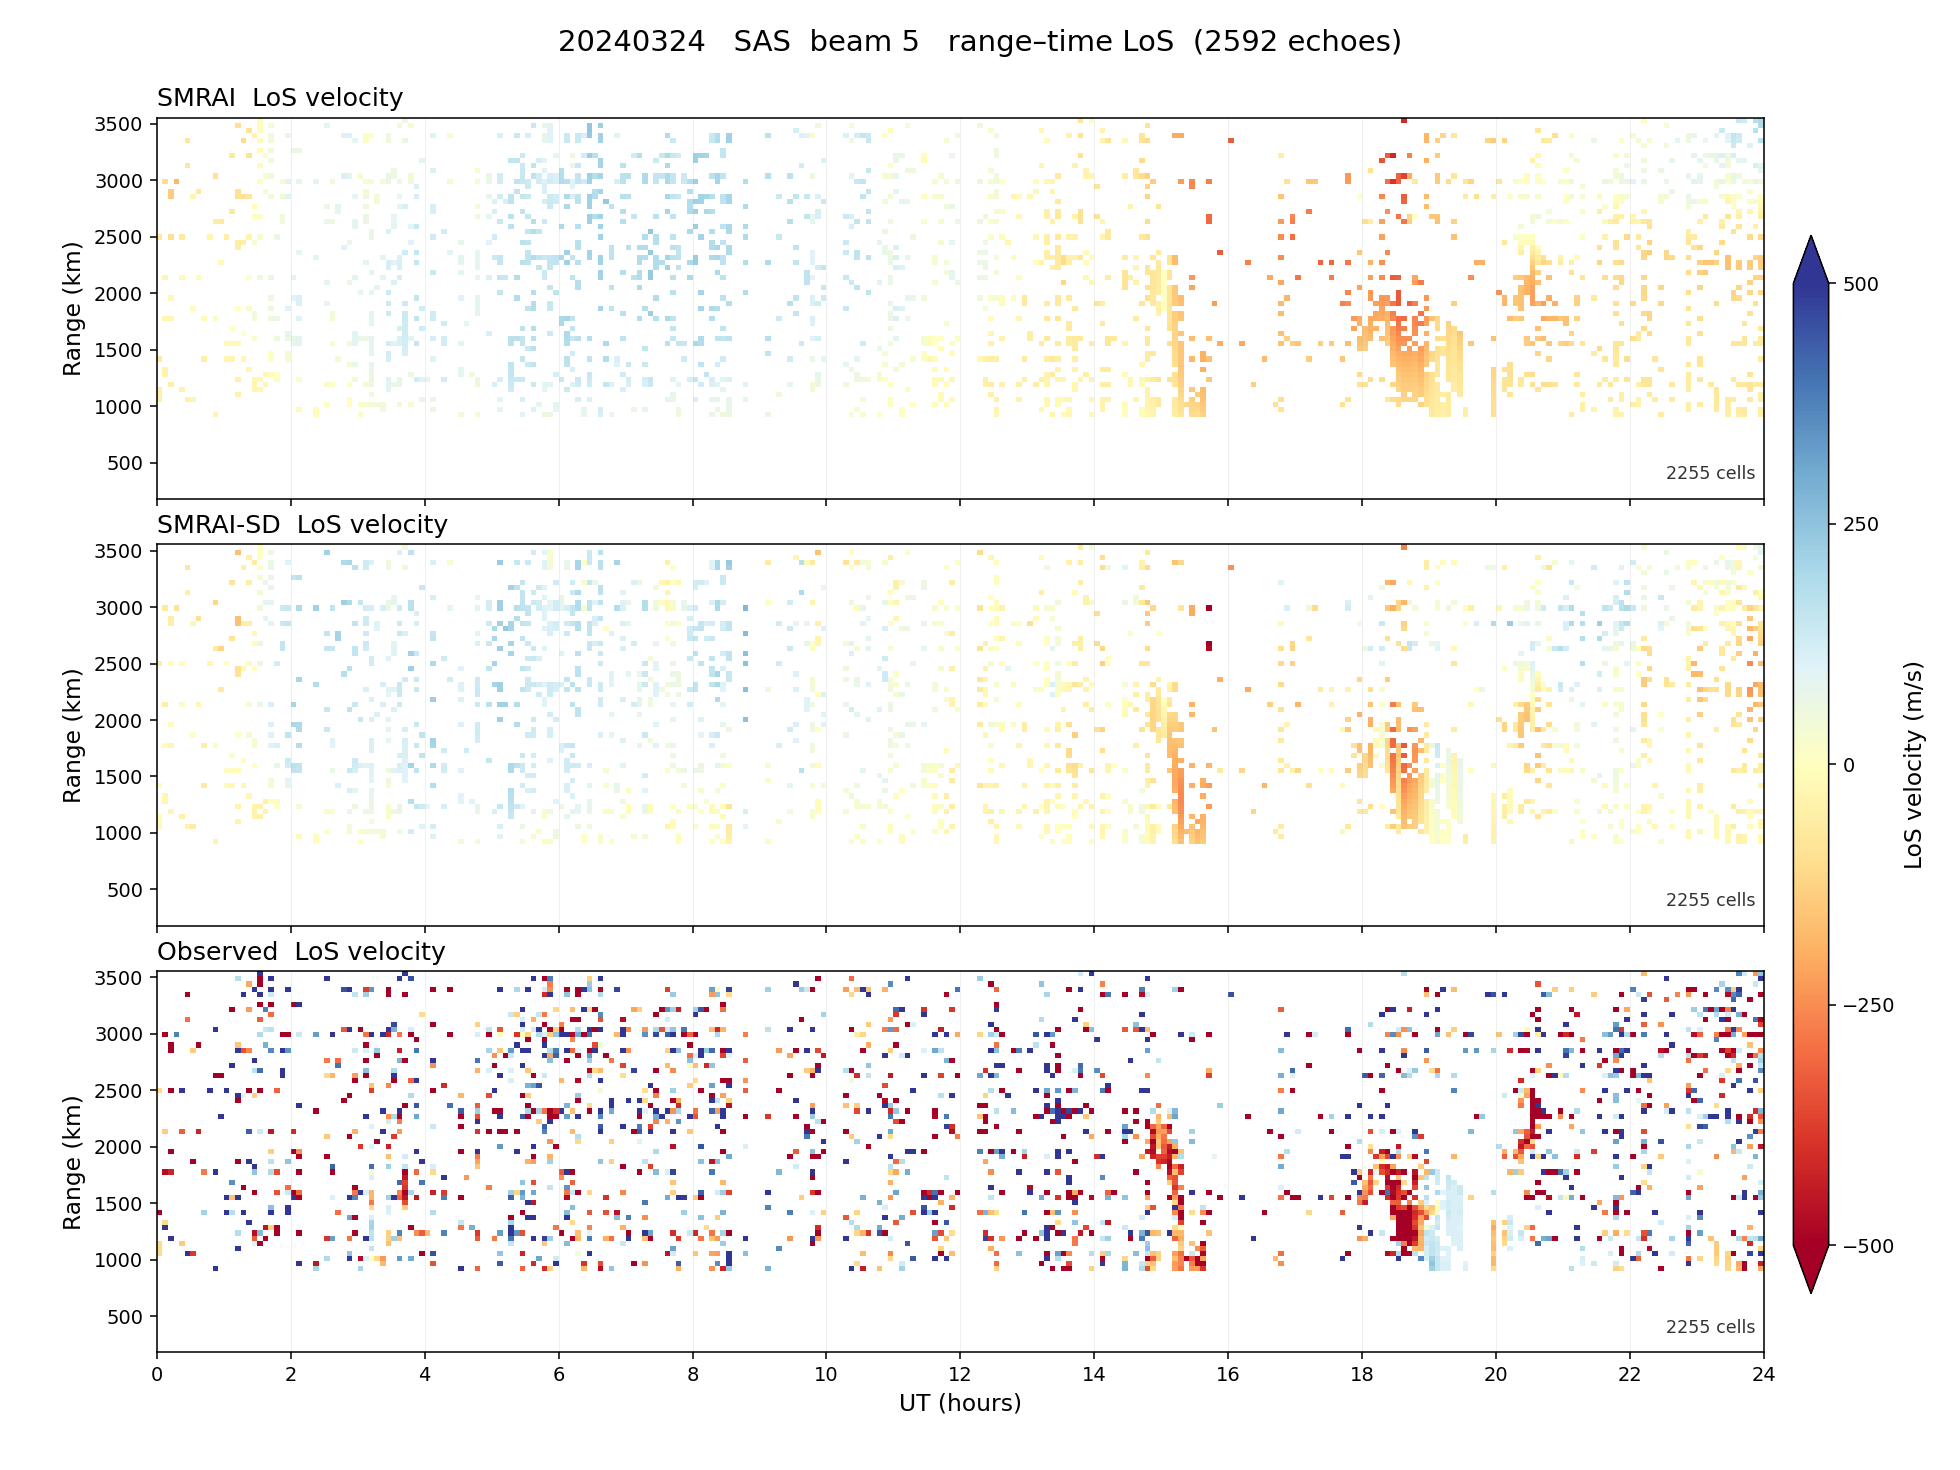 20240324 SAS beam 5 range–time LoS (2592 echoes)
SMRAI LoS velocity
3500
3000
2500
2000
1500
1000
500
Range (km)
2255 cells
SMRAI-SD LoS velocity
3500
3000
2500
2000
1500
1000
500
Range (km)
2255 cells
Observed LoS velocity
3500
3000
2500
2000
1500
1000
500
Range (km)
2255 cells
0 2 4 6 8 10 12 14 16 18 20 22 24
UT (hours)
500
250
0
−250
−500
LoS velocity (m/s)